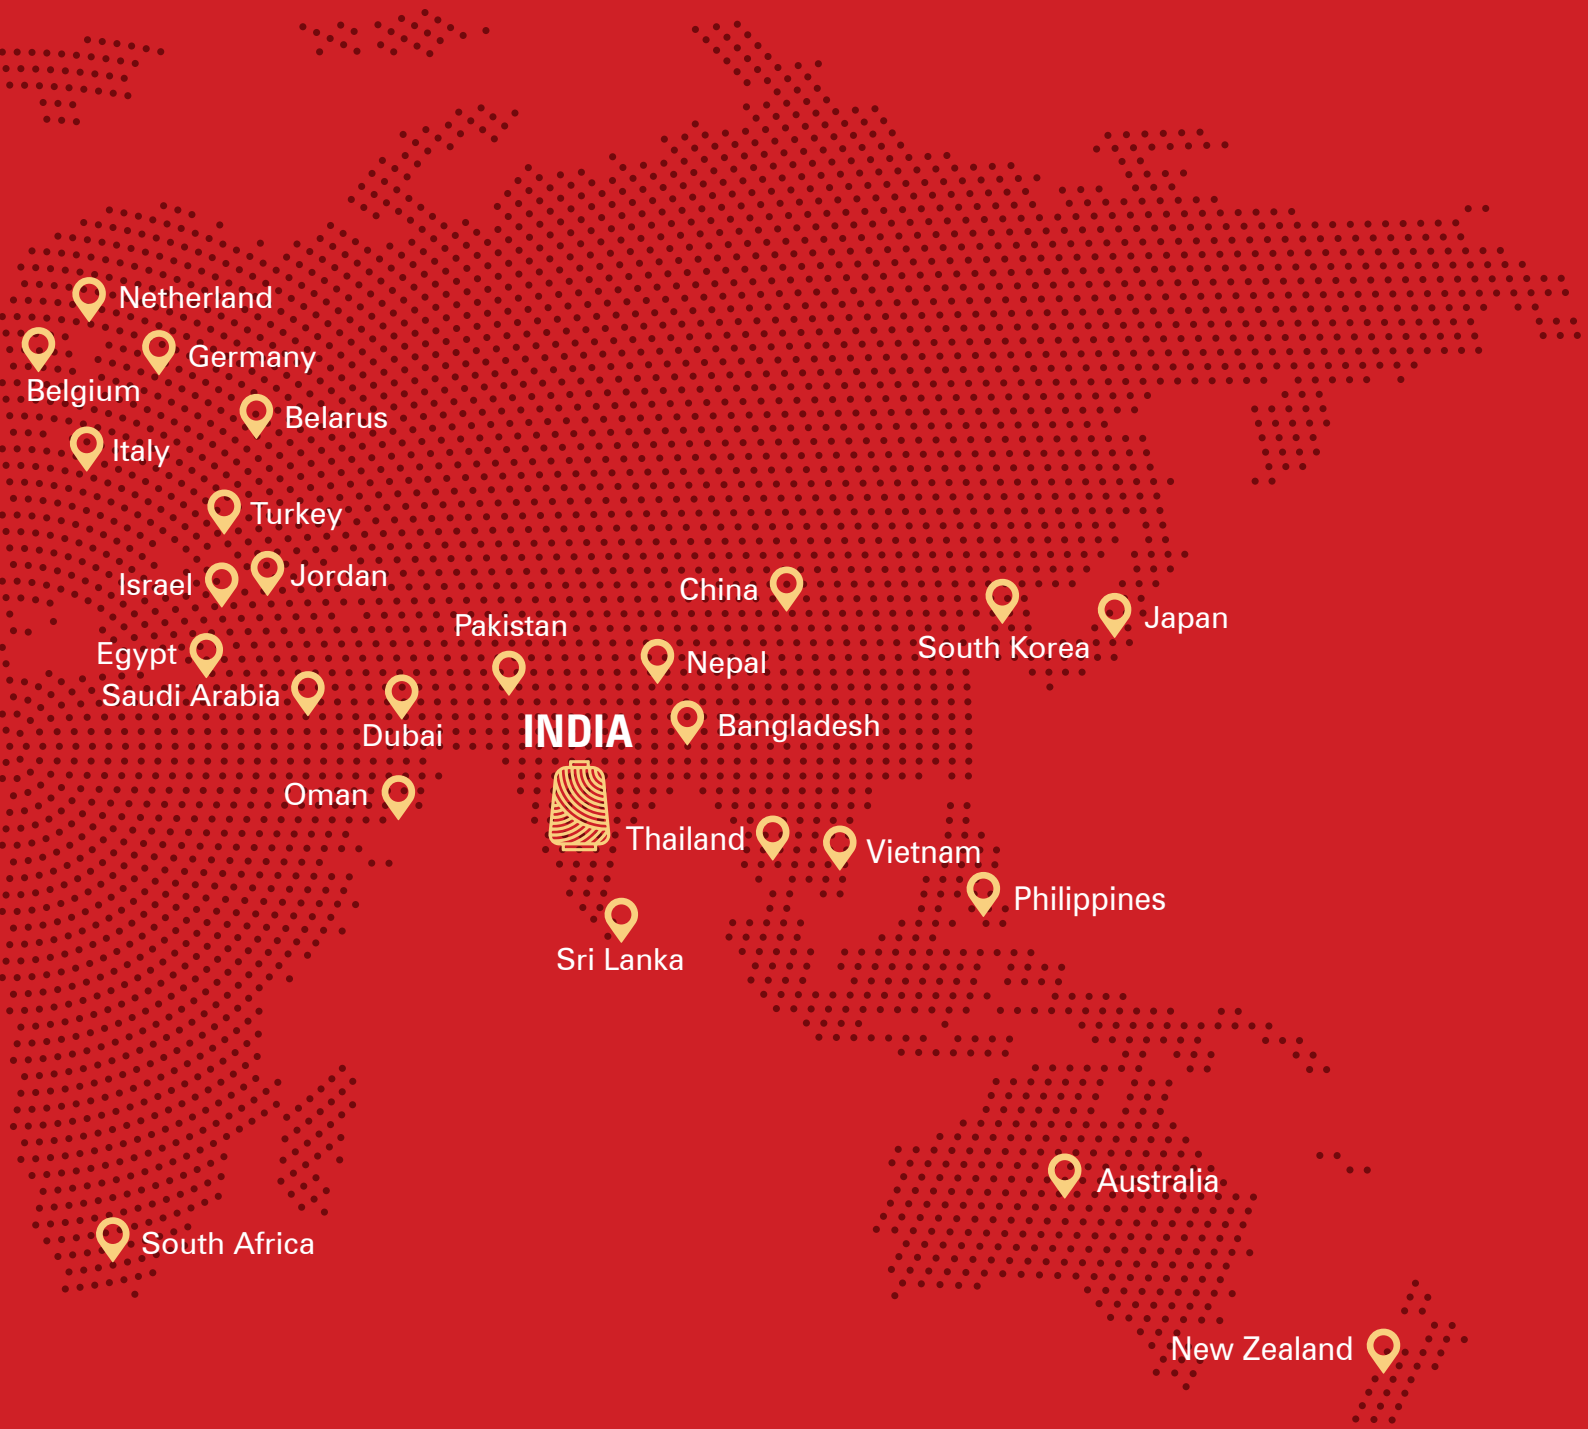 Netherland
Germany
Belgium
Belarus
Italy
Turkey
Israel
Jordan
China
Japan
Pakistan
South Korea
Egypt
Nepal
Saudi Arabia
INDIA
Bangladesh
Dubai
Oman
Thailand
Vietnam
Philippines
Sri Lanka
Australia
South Africa
New Zealand